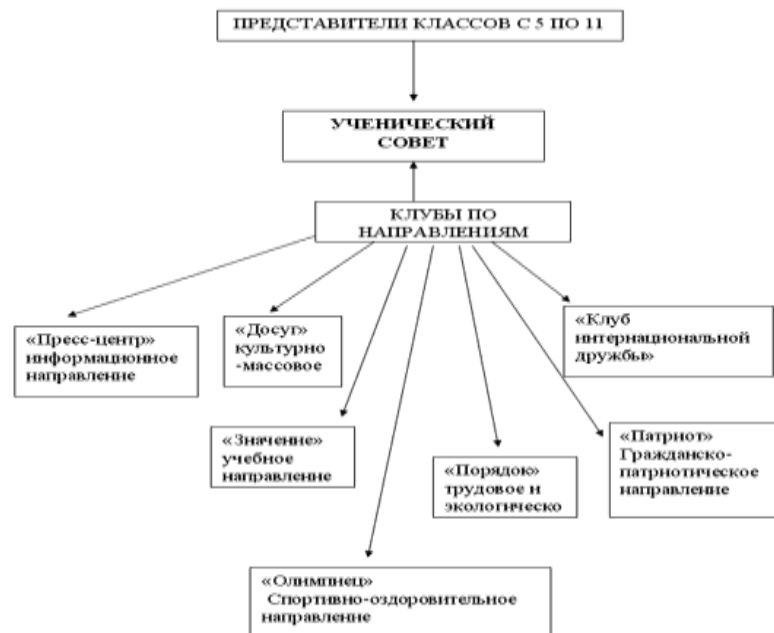 ПРЕДСТАВИТЕЛИ КЛАССОВ С 5 ПО 11
УЧЕНИЧЕСКИЙ
СОВЕТ
КЛУБЫ ПО
НАПРАВЛЕНИЯМ
«Пресс-центр»
информационное
направление
«Досуг»
культурно
-массовое
«Клуб
интернациональной
дружбы»
«Значение»
учебное
направление
«Порядок»
трудовое и
экологическо
«Патриот»
Гражданско-
патриотическое
направление
«Олимпиец»
Спортивно-оздоровительное
направление